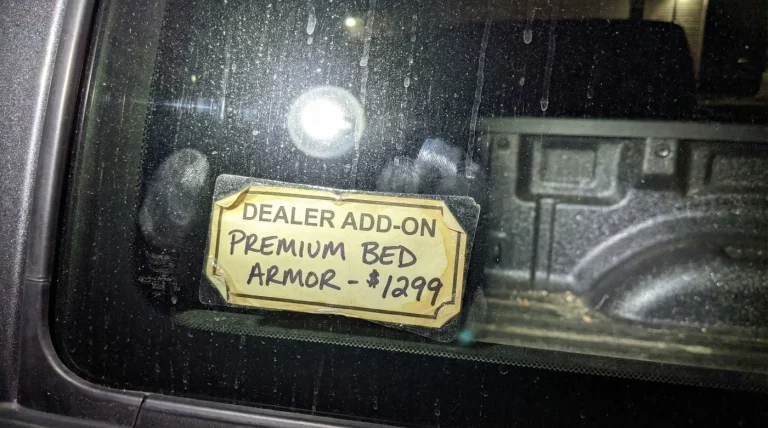 DEALER ADD-ON
PREMIUM BED
ARMOR - $1299